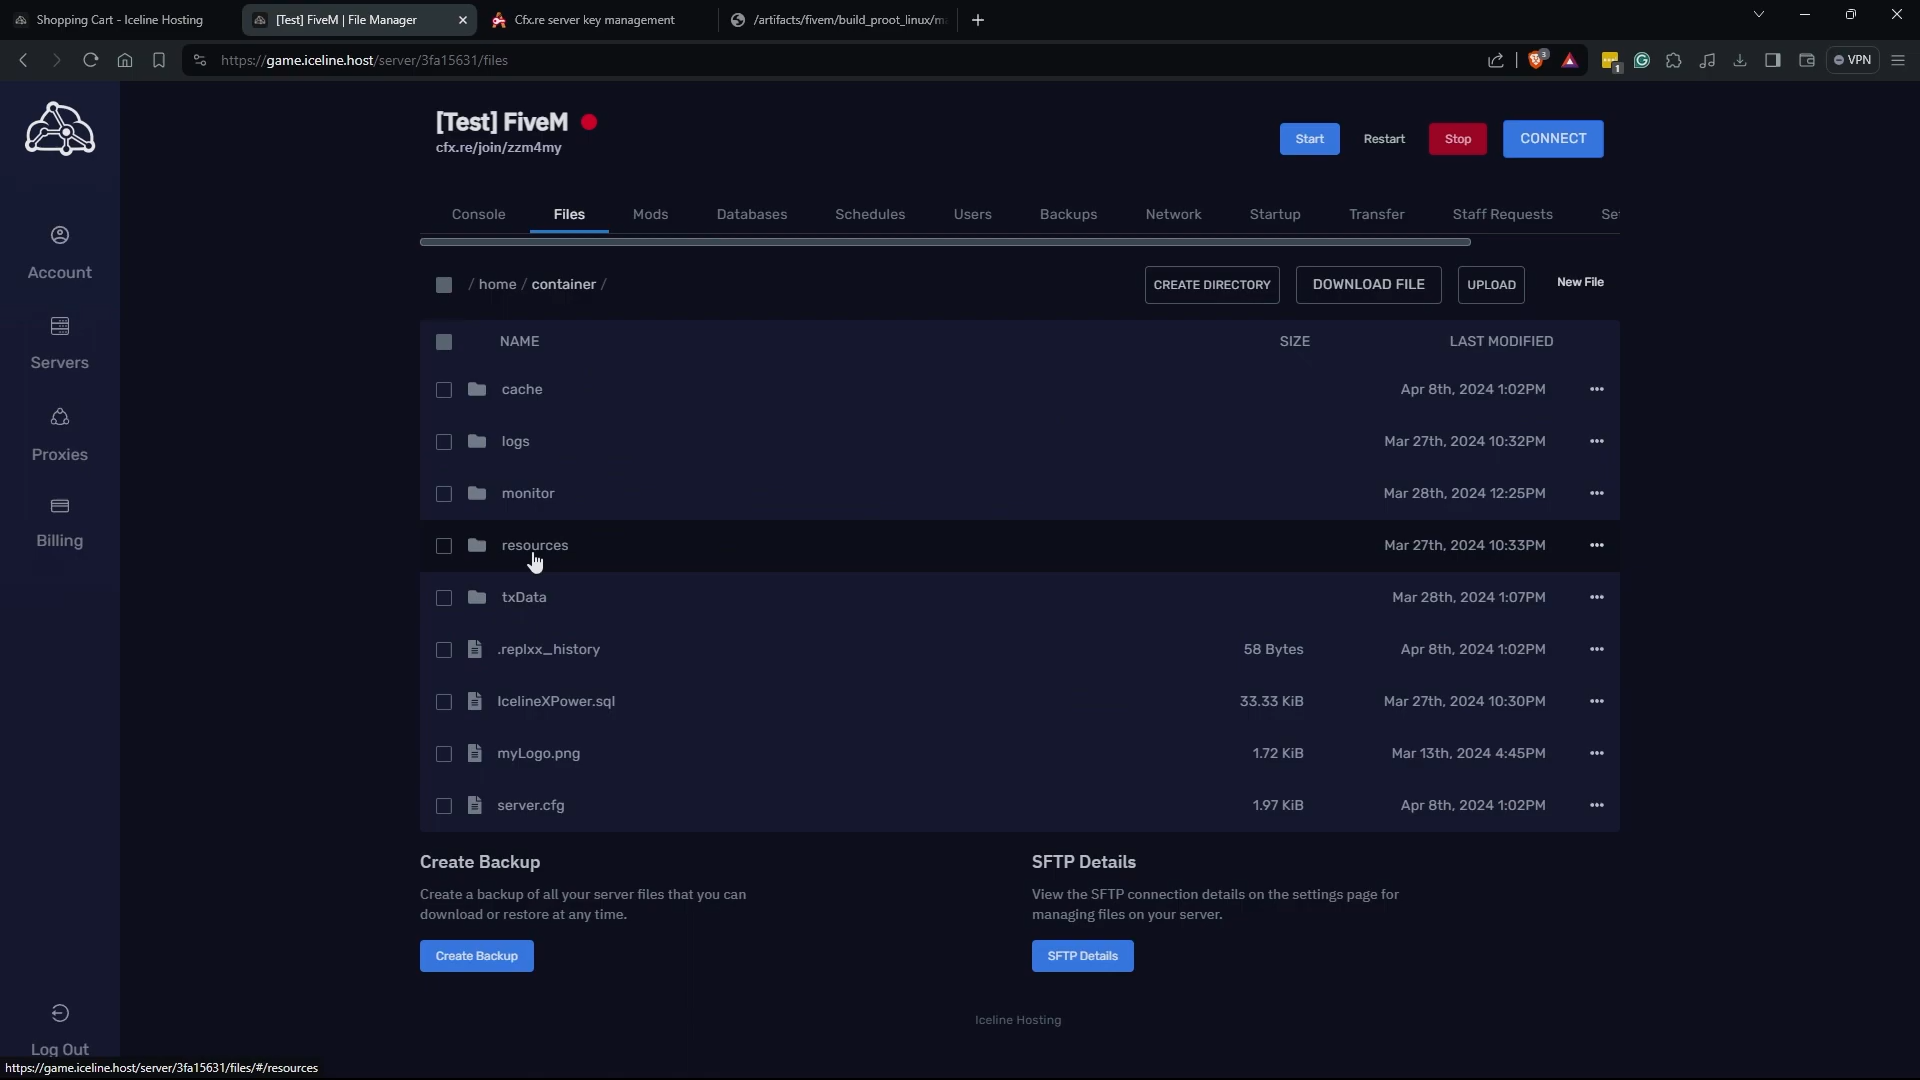 Shopping Cart - Iceline Hosting
[Test] FiveM | File Manager
Cfx.re server key management
/artifacts/fivem/build_proot_linux/m
https://game.iceline.host/server/3fa15631/files
3
1
VPN
[Test] FiveM
cfx.re/join/zzm4my
Start
Restart
Stop
CONNECT
Account
Servers
Proxies
Billing
Log Out
Console
Files
Mods
Databases
Schedules
Users
Backups
Network
Startup
Transfer
Staff Requests
Se
/ home / container /
CREATE DIRECTORY
DOWNLOAD FILE
UPLOAD
New File
NAME SIZE LAST MODIFIED
cache Apr 8th, 2024 1:02PM
logs Mar 27th, 2024 10:32PM
monitor Mar 28th, 2024 12:25PM
resources Mar 27th, 2024 10:33PM
txData Mar 28th, 2024 1:07PM
.replxx_history 58 Bytes Apr 8th, 2024 1:02PM
IcelineXPower.sql 33.33 KiB Mar 27th, 2024 10:30PM
myLogo.png 1.72 KiB Mar 13th, 2024 4:45PM
server.cfg 1.97 KiB Apr 8th, 2024 1:02PM
Create Backup
Create a backup of all your server files that you can
download or restore at any time.
Create Backup
SFTP Details
View the SFTP connection details on the settings page for
managing files on your server.
SFTP Details
Iceline Hosting
https://game.iceline.host/server/3fa15631/files/#/resources